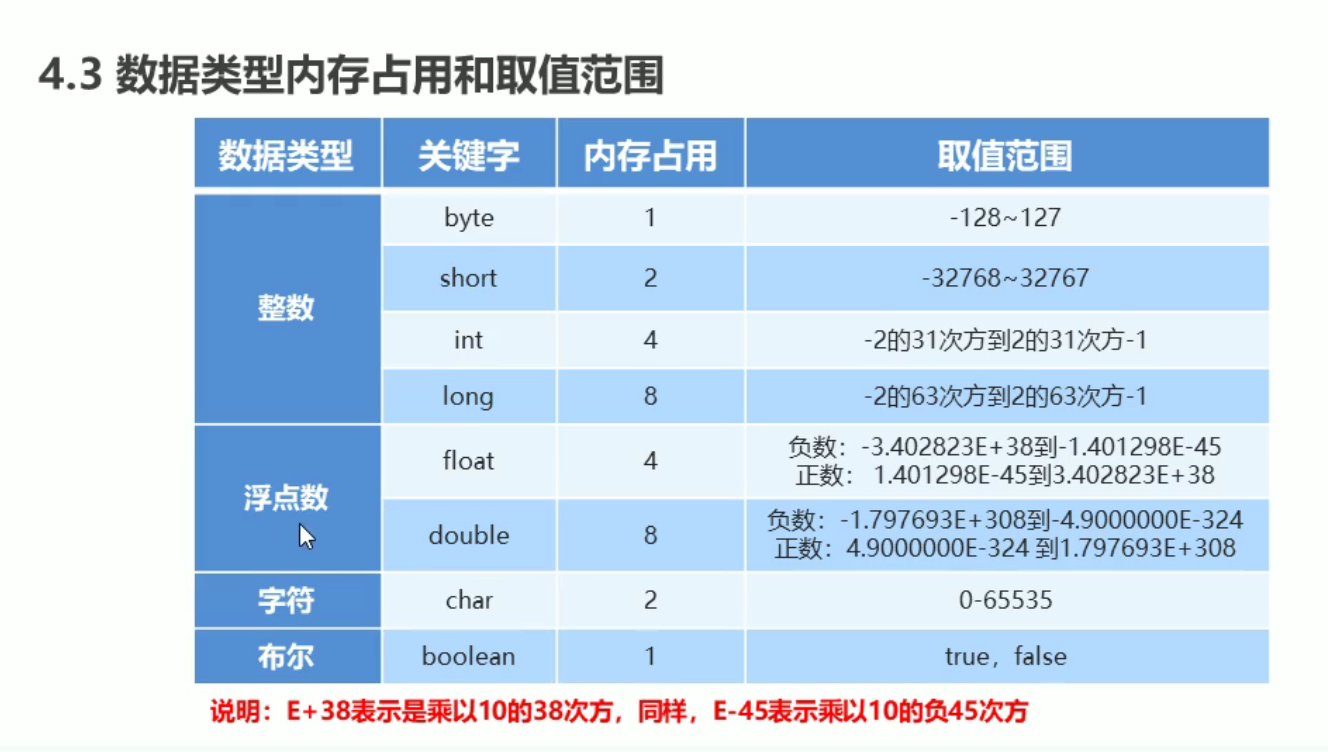 4.3 数据类型内存占用和取值范围
数据类型 关键字 内存占用 取值范围
整数
byte 1 -128~127
short 2 -32768~32767
int 4 -2的31次方到2的31次方-1
long 8 -2的63次方到2的63次方-1
浮点数
float 4 负数：-3.402823E+38到-1.401298E-45
正数： 1.401298E-45到3.402823E+38
double 8 负数：-1.797693E+308到-4.9000000E-324
正数：4.9000000E-324 到1.797693E+308
字符 char 2 0-65535
布尔 boolean 1 true，false
说明：E+38表示是乘以10的38次方，同样，E-45表示乘以10的负45次方